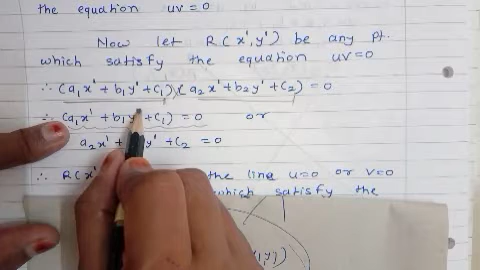 the equation uv=0
Now let R(x',y') be any pt.
which satisfy the equation uv=0
∴ (a₁x' + b₁y' + c₁)(a₂x' + b₂y' + c₂) = 0
∴ (a₁x' + b₁y' + c₁) = 0 or
a₂x' + y' + c₂ = 0
∴ R(x' the line u=0 or v=0
which satisfy the